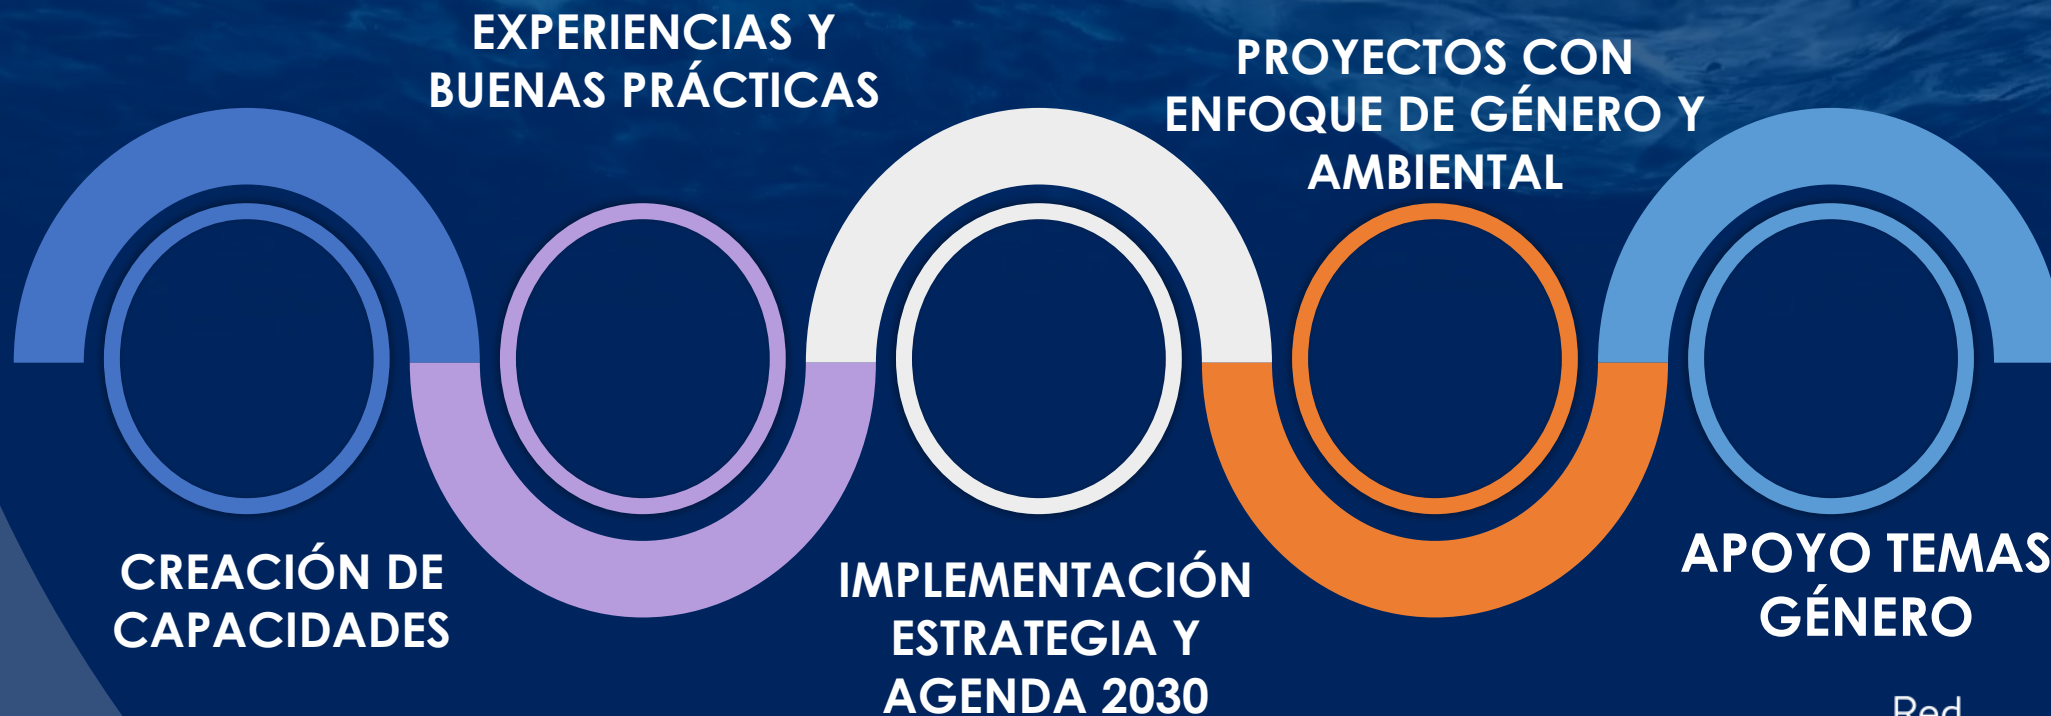 EXPERIENCIAS Y
BUENAS PRÁCTICAS
PROYECTOS CON
ENFOQUE DE GÉNERO Y
AMBIENTAL
CREACIÓN DE
CAPACIDADES
IMPLEMENTACIÓN
ESTRATEGIA Y
AGENDA 2030
APOYO TEMAS
GÉNERO
Red